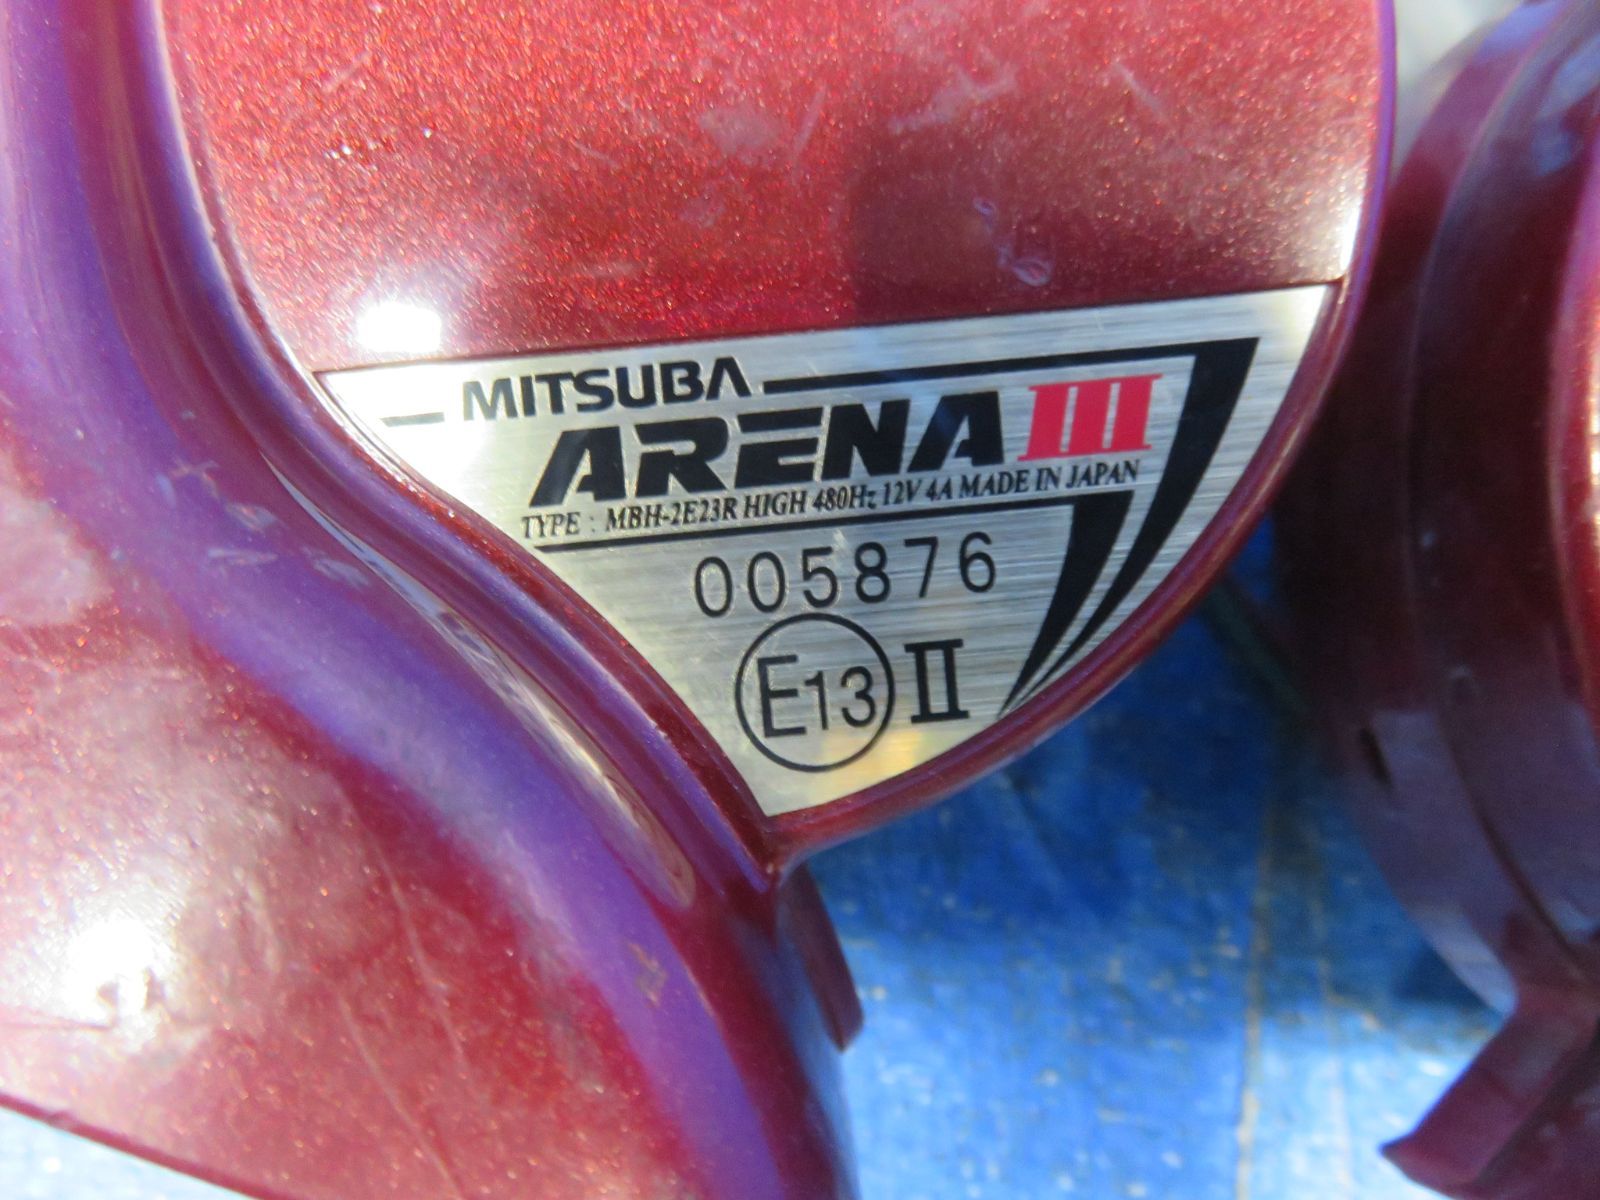 MITSUBA
ARENA III
TYPE : MBH-2E23R HIGH 480Hz 12V 4A MADE IN JAPAN
005876
E13 II